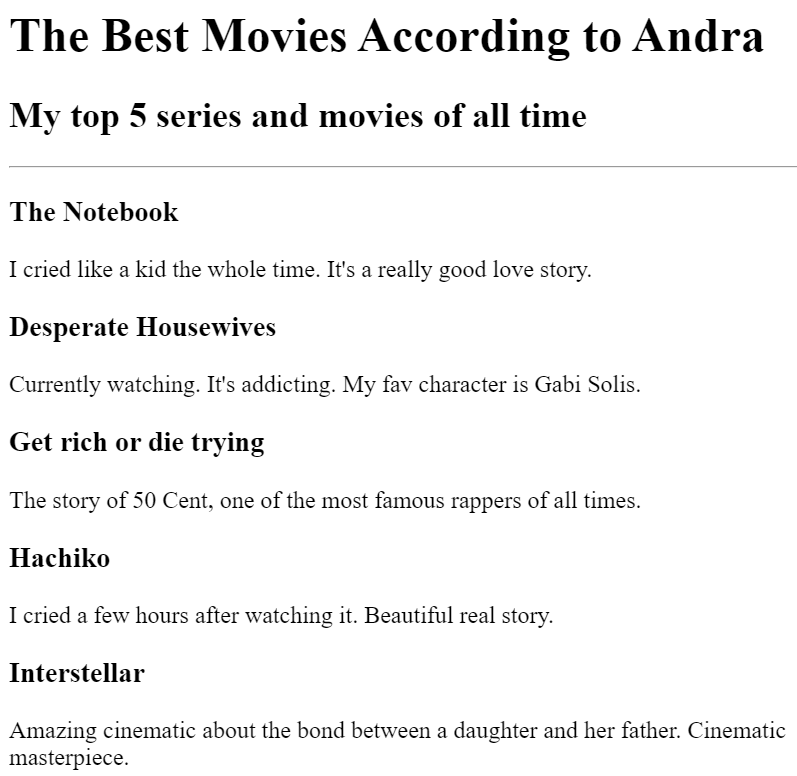 The Best Movies According to Andra
My top 5 series and movies of all time
The Notebook
I cried like a kid the whole time. It's a really good love story.
Desperate Housewives
Currently watching. It's addicting. My fav character is Gabi Solis.
Get rich or die trying
The story of 50 Cent, one of the most famous rappers of all times.
Hachiko
I cried a few hours after watching it. Beautiful real story.
Interstellar
Amazing cinematic about the bond between a daughter and her father. Cinematic
masterpiece.